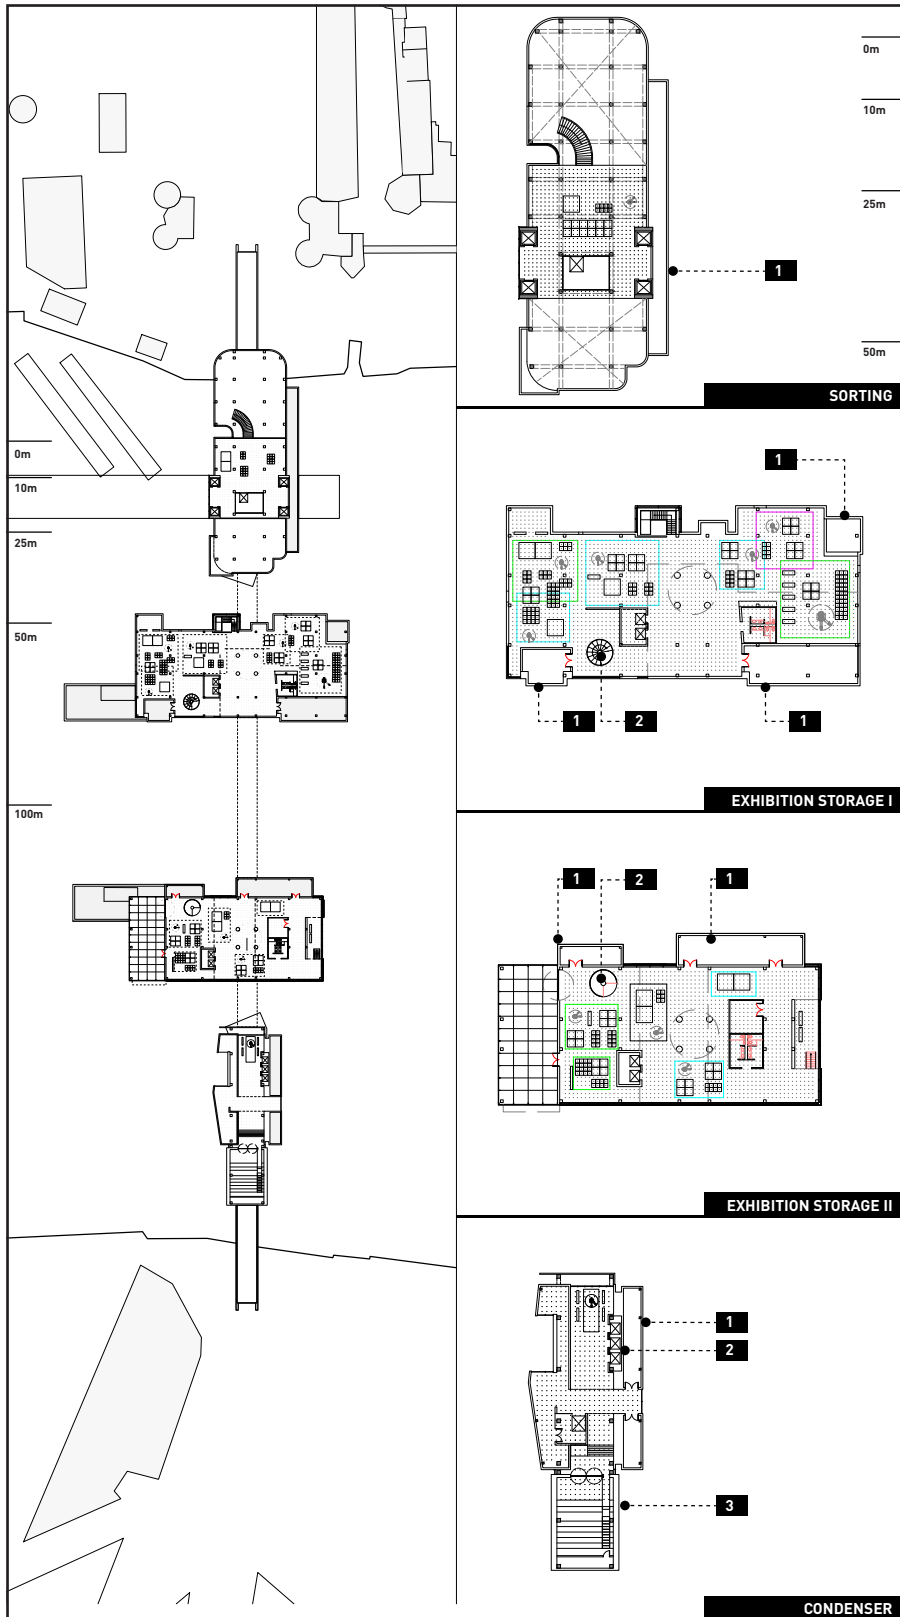 0m
10m
25m
50m
100m
0m
10m
25m
50m
1
SORTING
1
1
2
1
EXHIBITION STORAGE I
1
2
1
EXHIBITION STORAGE II
1
2
3
CONDENSER